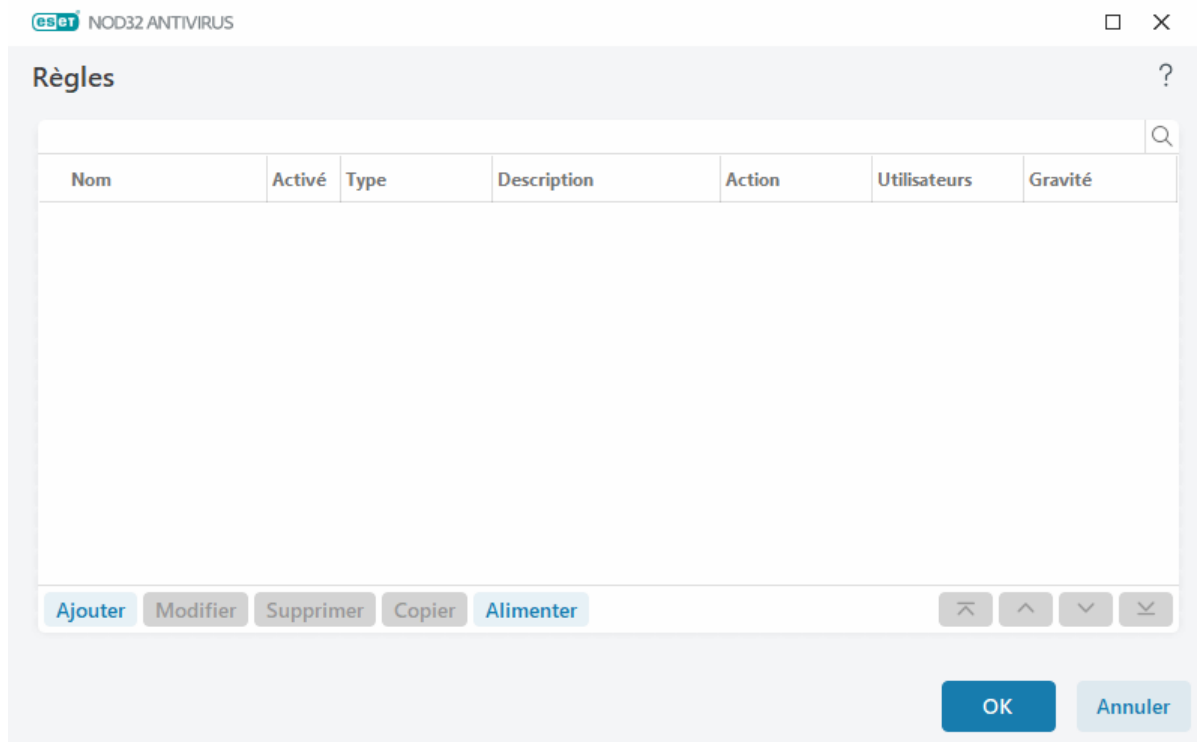 eset NOD32 ANTIVIRUS
Règles
Nom Activé Type Description Action Utilisateurs Gravité
Ajouter Modifier Supprimer Copier Alimenter
OK Annuler